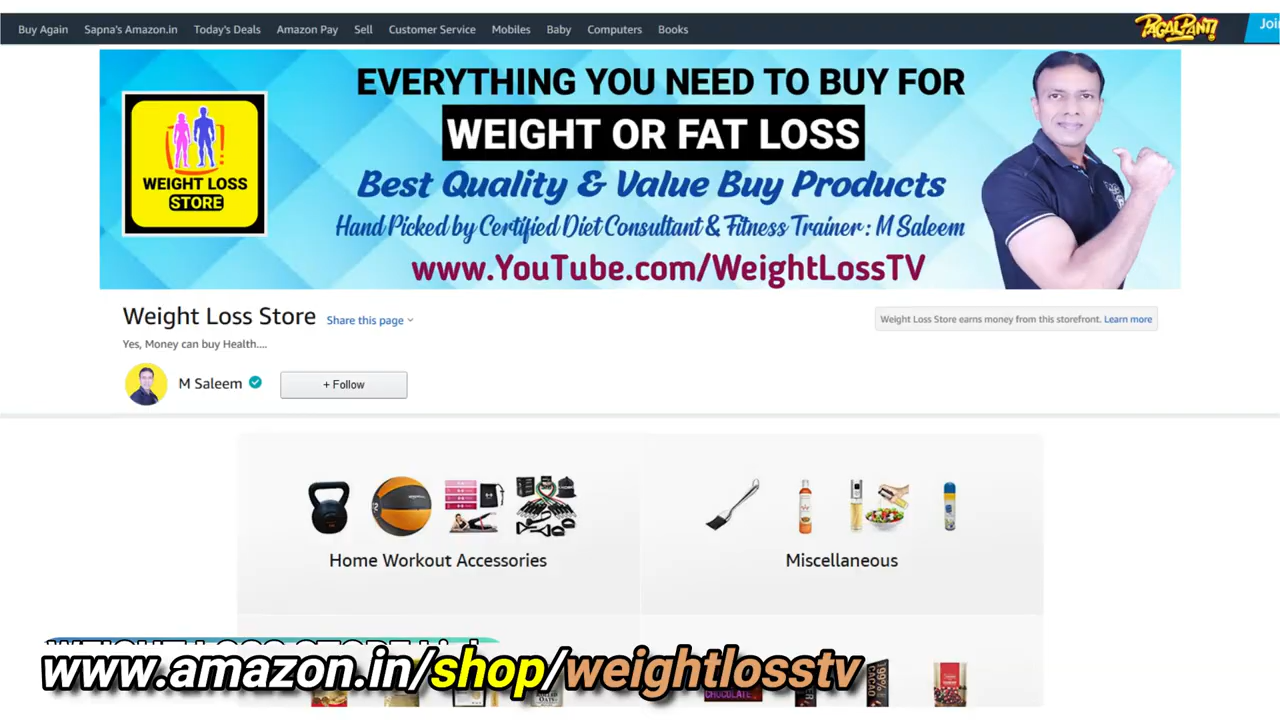 Buy Again Sapna's Amazon.in Today's Deals Amazon Pay Sell Customer Service Mobiles Baby Computers Books PAGALPANTI Join
EVERYTHING YOU NEED TO BUY FOR
WEIGHT OR FAT LOSS
Best Quality & Value Buy Products
Hand Picked by Certified Diet Consultant & Fitness Trainer : M Saleem
www.YouTube.com/WeightLossTV
WEIGHT LOSS
STORE
Weight Loss Store Share this page
Weight Loss Store earns money from this storefront. Learn more
Yes, Money can buy Health....
M Saleem + Follow
Home Workout Accessories
Miscellaneous
www.amazon.in/shop/weightlosstv
CHOCOLATE
99%
CACAO